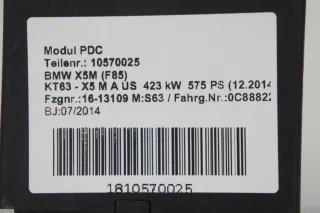 Modul PDC
Teilenr.: 10570025
BMW X5M (F85)
KT63 - X5 M A US 423 kW 575 PS (12.2014
Fzgnr.:16-13109 M:S63 / Fahrg.Nr.:0C88822
BJ:07/2014
1810570025